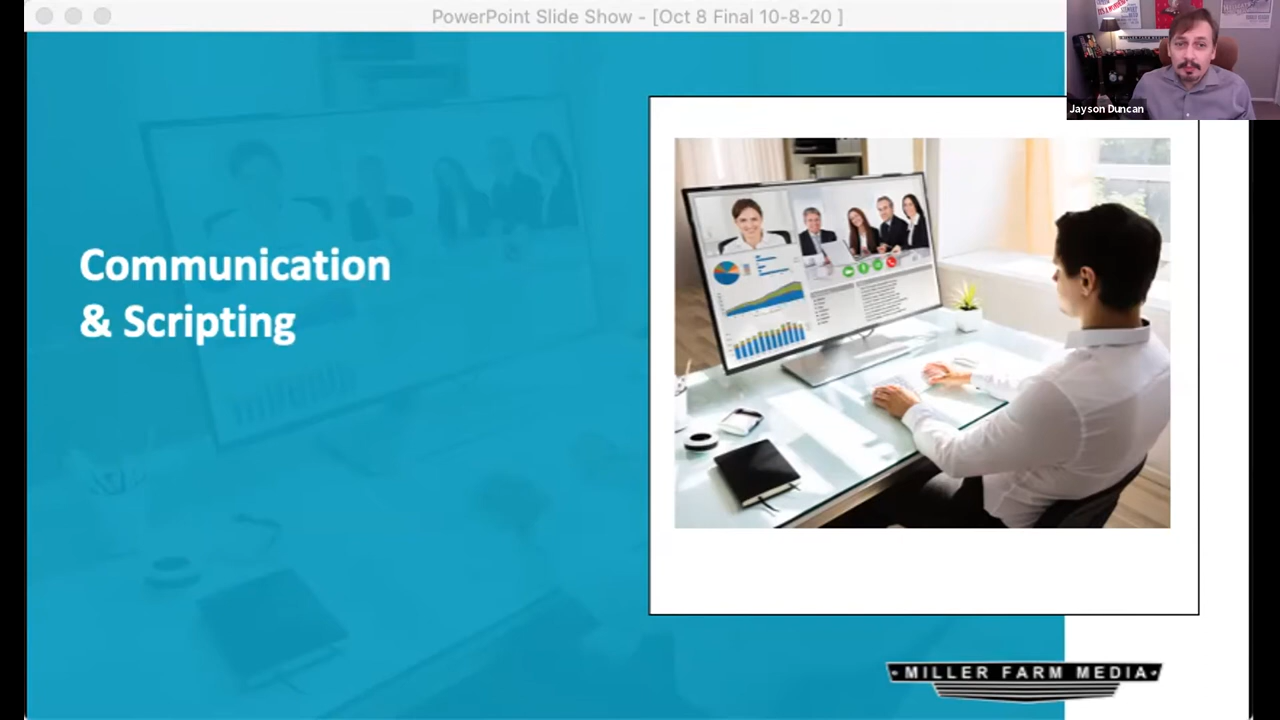 PowerPoint Slide Show - [Oct 8 Final 10-8-20 ]
Jayson Duncan
Communication
& Scripting
MILLER FARM MEDIA